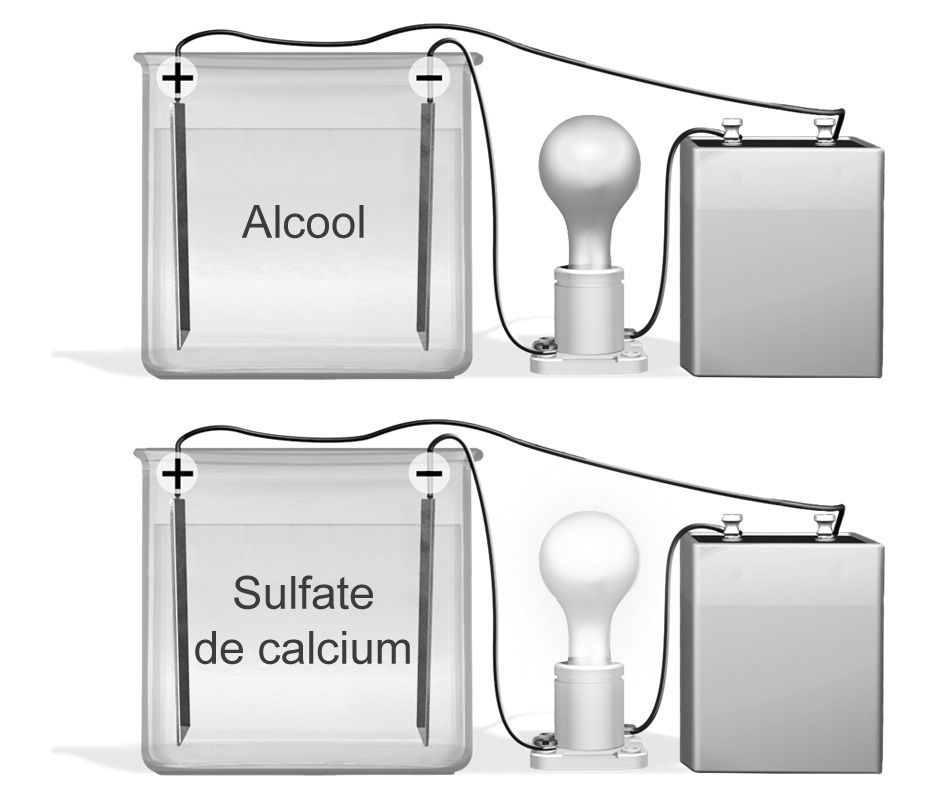 + −
Alcool
+ −
Sulfate
de calcium